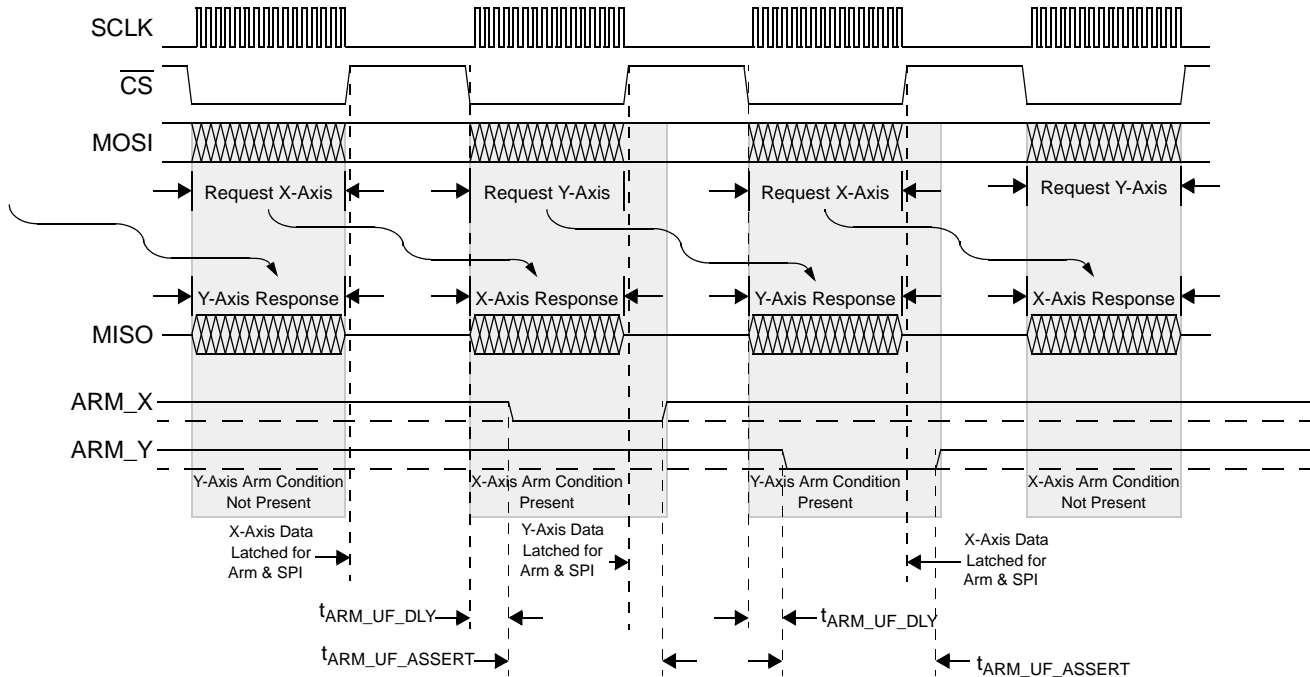 SCLK
CS
MOSI
Request X-Axis
Request Y-Axis
Request X-Axis
Request Y-Axis
Y-Axis Response
X-Axis Response
Y-Axis Response
X-Axis Response
MISO
ARM_X
ARM_Y
Y-Axis Arm Condition
Not Present
X-Axis Arm Condition
Present
Y-Axis Arm Condition
Present
X-Axis Arm Condition
Not Present
X-Axis Data
Latched for
Arm & SPI
Y-Axis Data
Latched for
Arm & SPI
X-Axis Data
Latched for
Arm & SPI
tARM_UF_DLY
tARM_UF_DLY
tARM_UF_ASSERT
tARM_UF_ASSERT